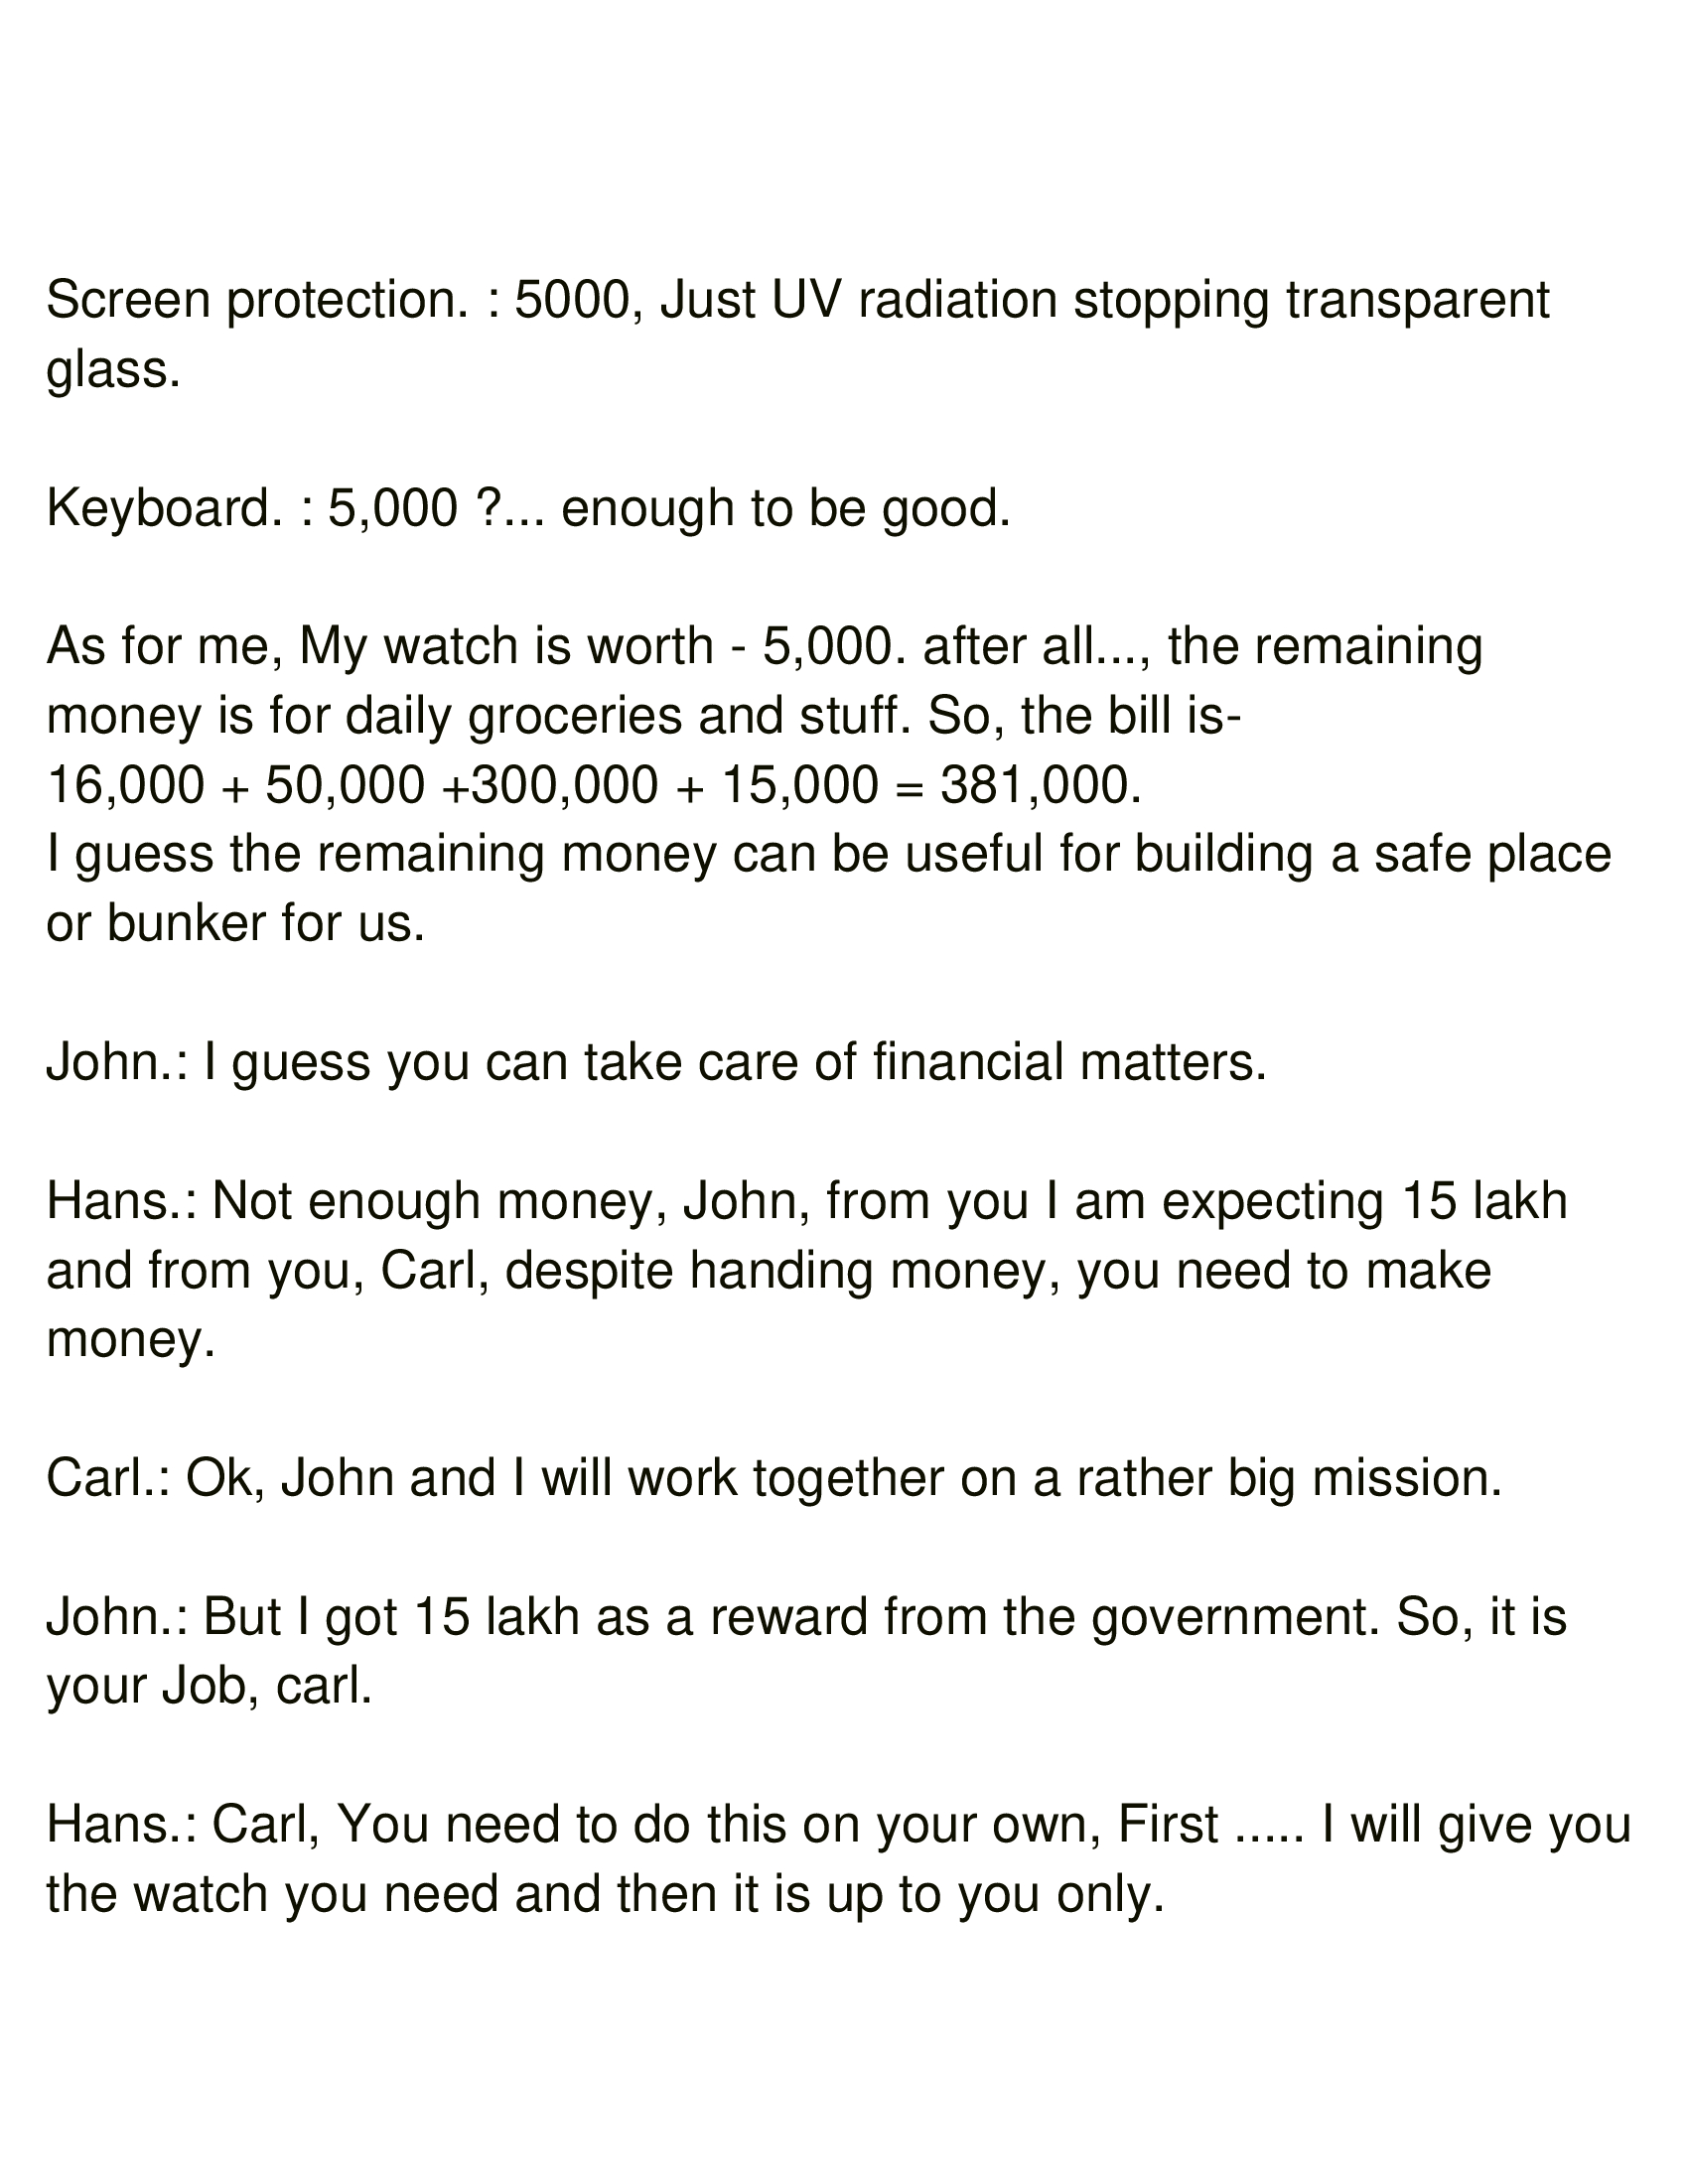 Screen protection. : 5000, Just UV radiation stopping transparent
glass.
Keyboard. : 5,000 ?... enough to be good.
As for me, My watch is worth - 5,000. after all..., the remaining
money is for daily groceries and stuff. So, the bill is-
16,000 + 50,000 +300,000 + 15,000 = 381,000.
I guess the remaining money can be useful for building a safe place
or bunker for us.
John.: I guess you can take care of financial matters.
Hans.: Not enough money, John, from you I am expecting 15 lakh
and from you, Carl, despite handing money, you need to make
money.
Carl.: Ok, John and I will work together on a rather big mission.
John.: But I got 15 lakh as a reward from the government. So, it is
your Job, carl.
Hans.: Carl, You need to do this on your own, First ..... I will give you
the watch you need and then it is up to you only.